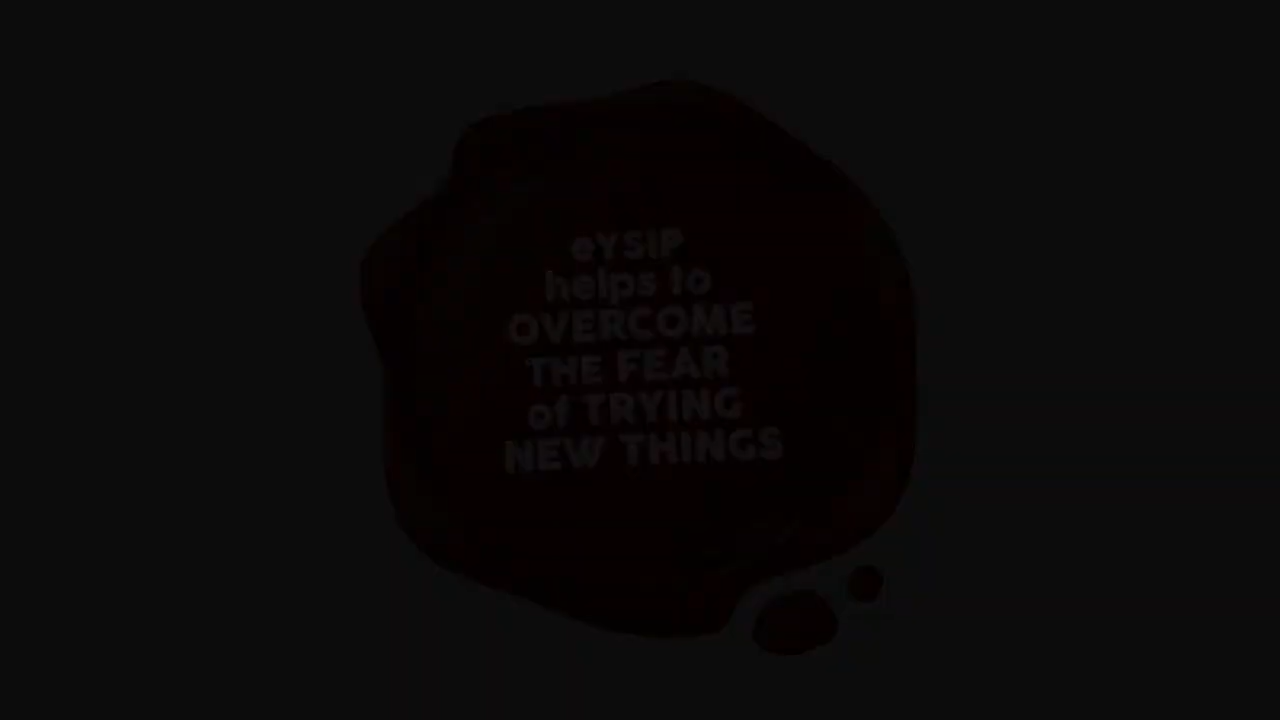 eYSIP
helps to
OVERCOME
THE FEAR
of TRYING
NEW THINGS